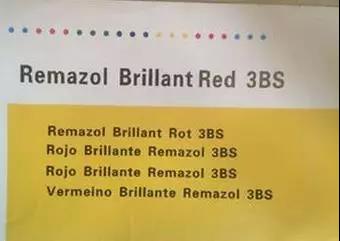 Remazol Brillant Red 3BS
Remazol Brillant Rot 3BS
Rojo Brillante Remazol 3BS
Rojo Brillante Remazol 3BS
Vermeino Brillante Remazol 3BS